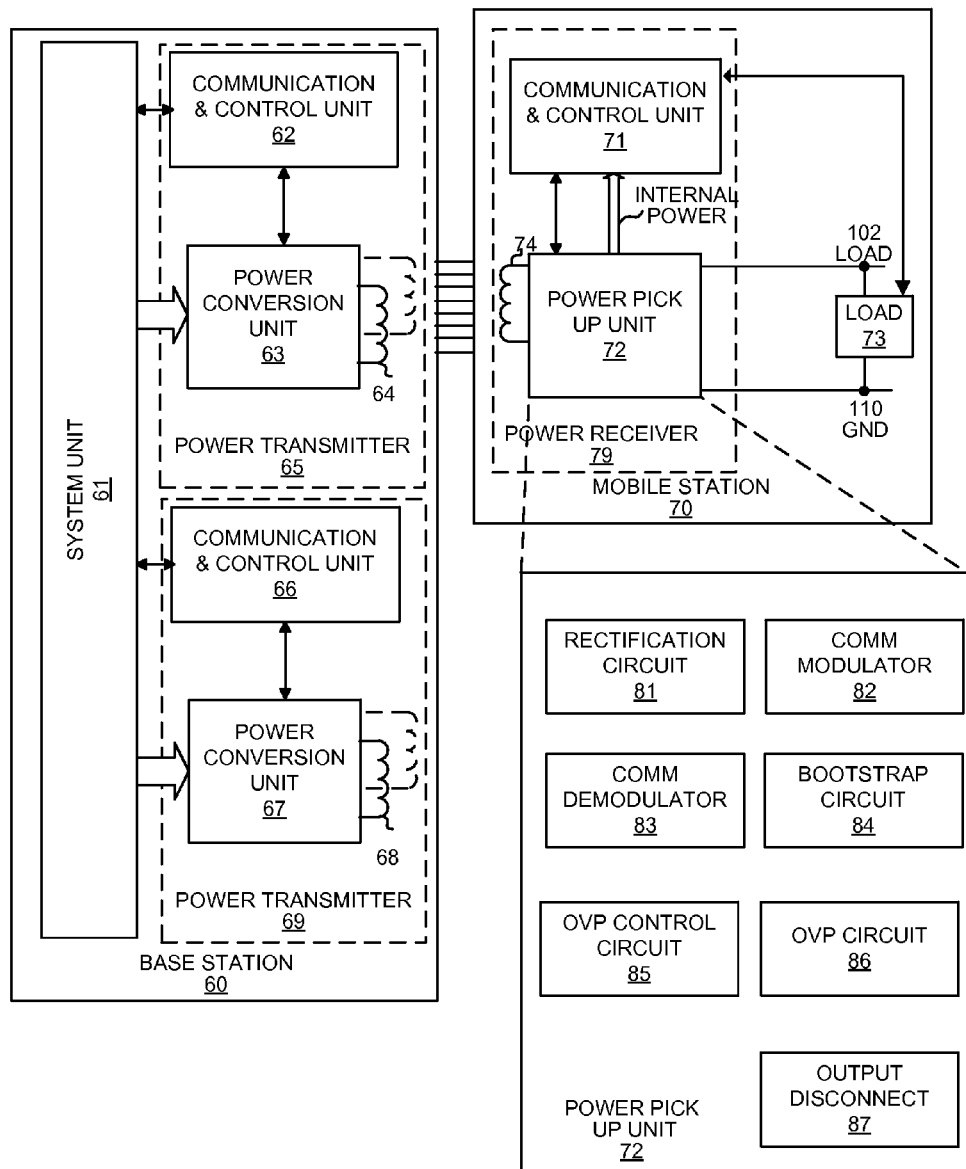 SYSTEM UNIT
61
COMMUNICATION
& CONTROL UNIT
62
POWER
CONVERSION
UNIT
63
64
POWER TRANSMITTER
65
COMMUNICATION
& CONTROL UNIT
66
POWER
CONVERSION
UNIT
67
68
POWER TRANSMITTER
69
BASE STATION
60
COMMUNICATION
& CONTROL UNIT
71
INTERNAL
POWER
74
POWER PICK
UP UNIT
72
102
LOAD
LOAD
73
110
GND
POWER RECEIVER
79
MOBILE STATION
70
RECTIFICATION
CIRCUIT
81
COMM
MODULATOR
82
COMM
DEMODULATOR
83
BOOTSTRAP
CIRCUIT
84
OVP CONTROL
CIRCUIT
85
OVP CIRCUIT
86
OUTPUT
DISCONNECT
87
POWER PICK
UP UNIT
72